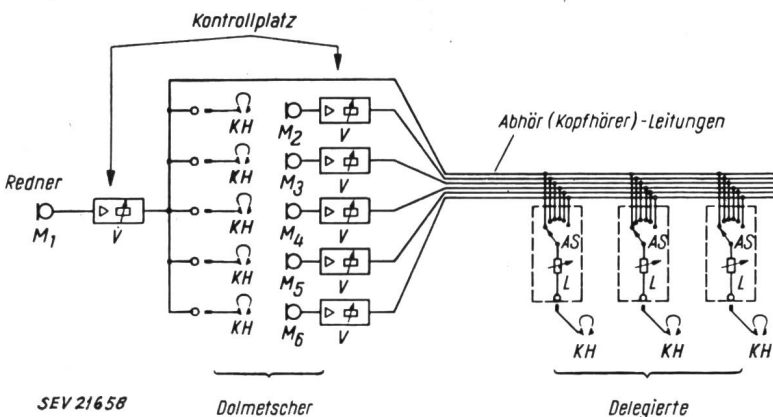 Kontrollplatz
KH M2 V
KH M3 V
Abhör (Kopfhörer)-Leitungen
Redner
M1 V
KH M4 V
KH M5 V
KH M6 V
AS AS AS
L L L
KH KH KH
SEV 21658
Dolmetscher
Delegierte